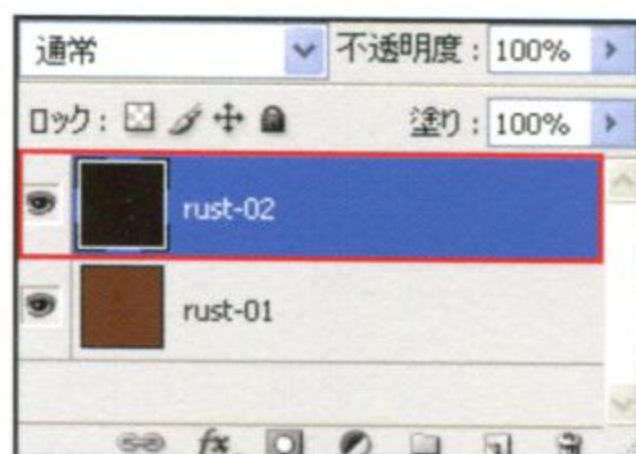 通常 不透明度：100%
ロック： 塗り：100%
rust-02
rust-01
fx.